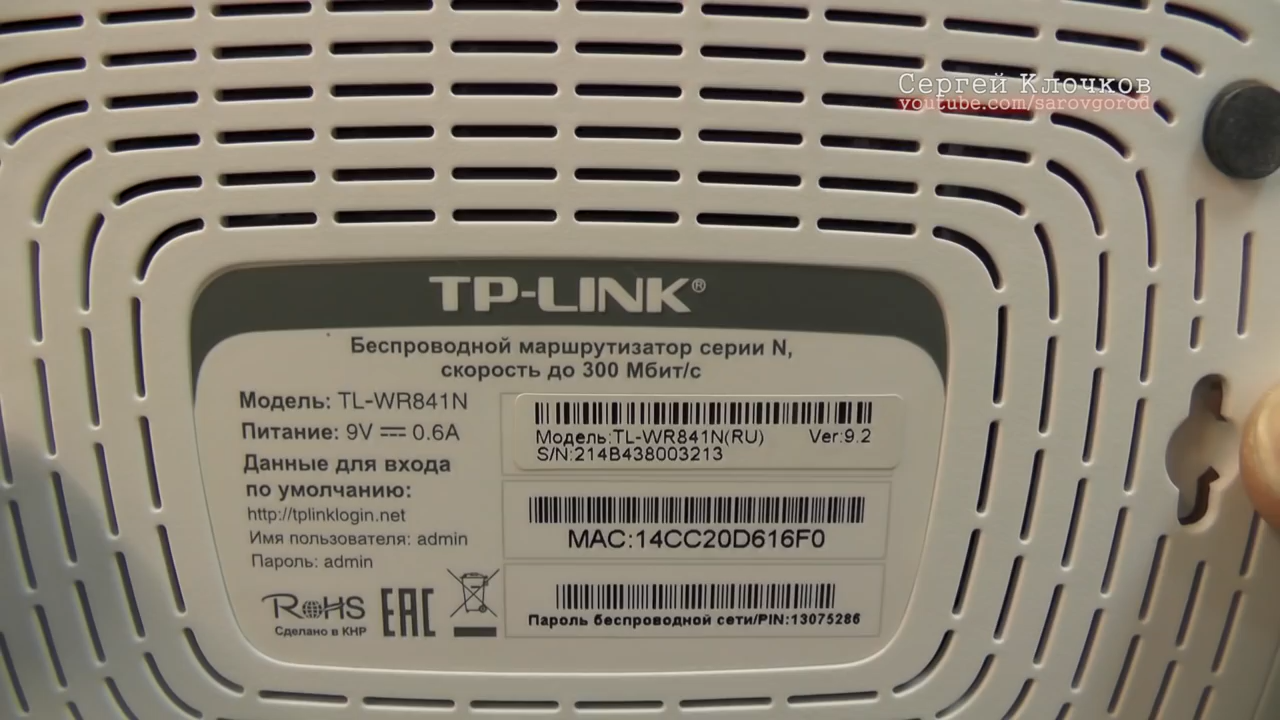 Сергей Клочков
youtube.com/sarovgorod
TP-LINK®
Беспроводной маршрутизатор серии N,
скорость до 300 Мбит/с
Модель: TL-WR841N
Питание: 9V 0.6A
Данные для входа
по умолчанию:
http://tplinklogin.net
Имя пользователя: admin
Пароль: admin
RoHS
Сделано в КНР
EAC
Модель:TL-WR841N(RU) Ver:9.2
S/N:214B438003213
MAC:14CC20D616F0
Пароль беспроводной сети/PIN:13075286